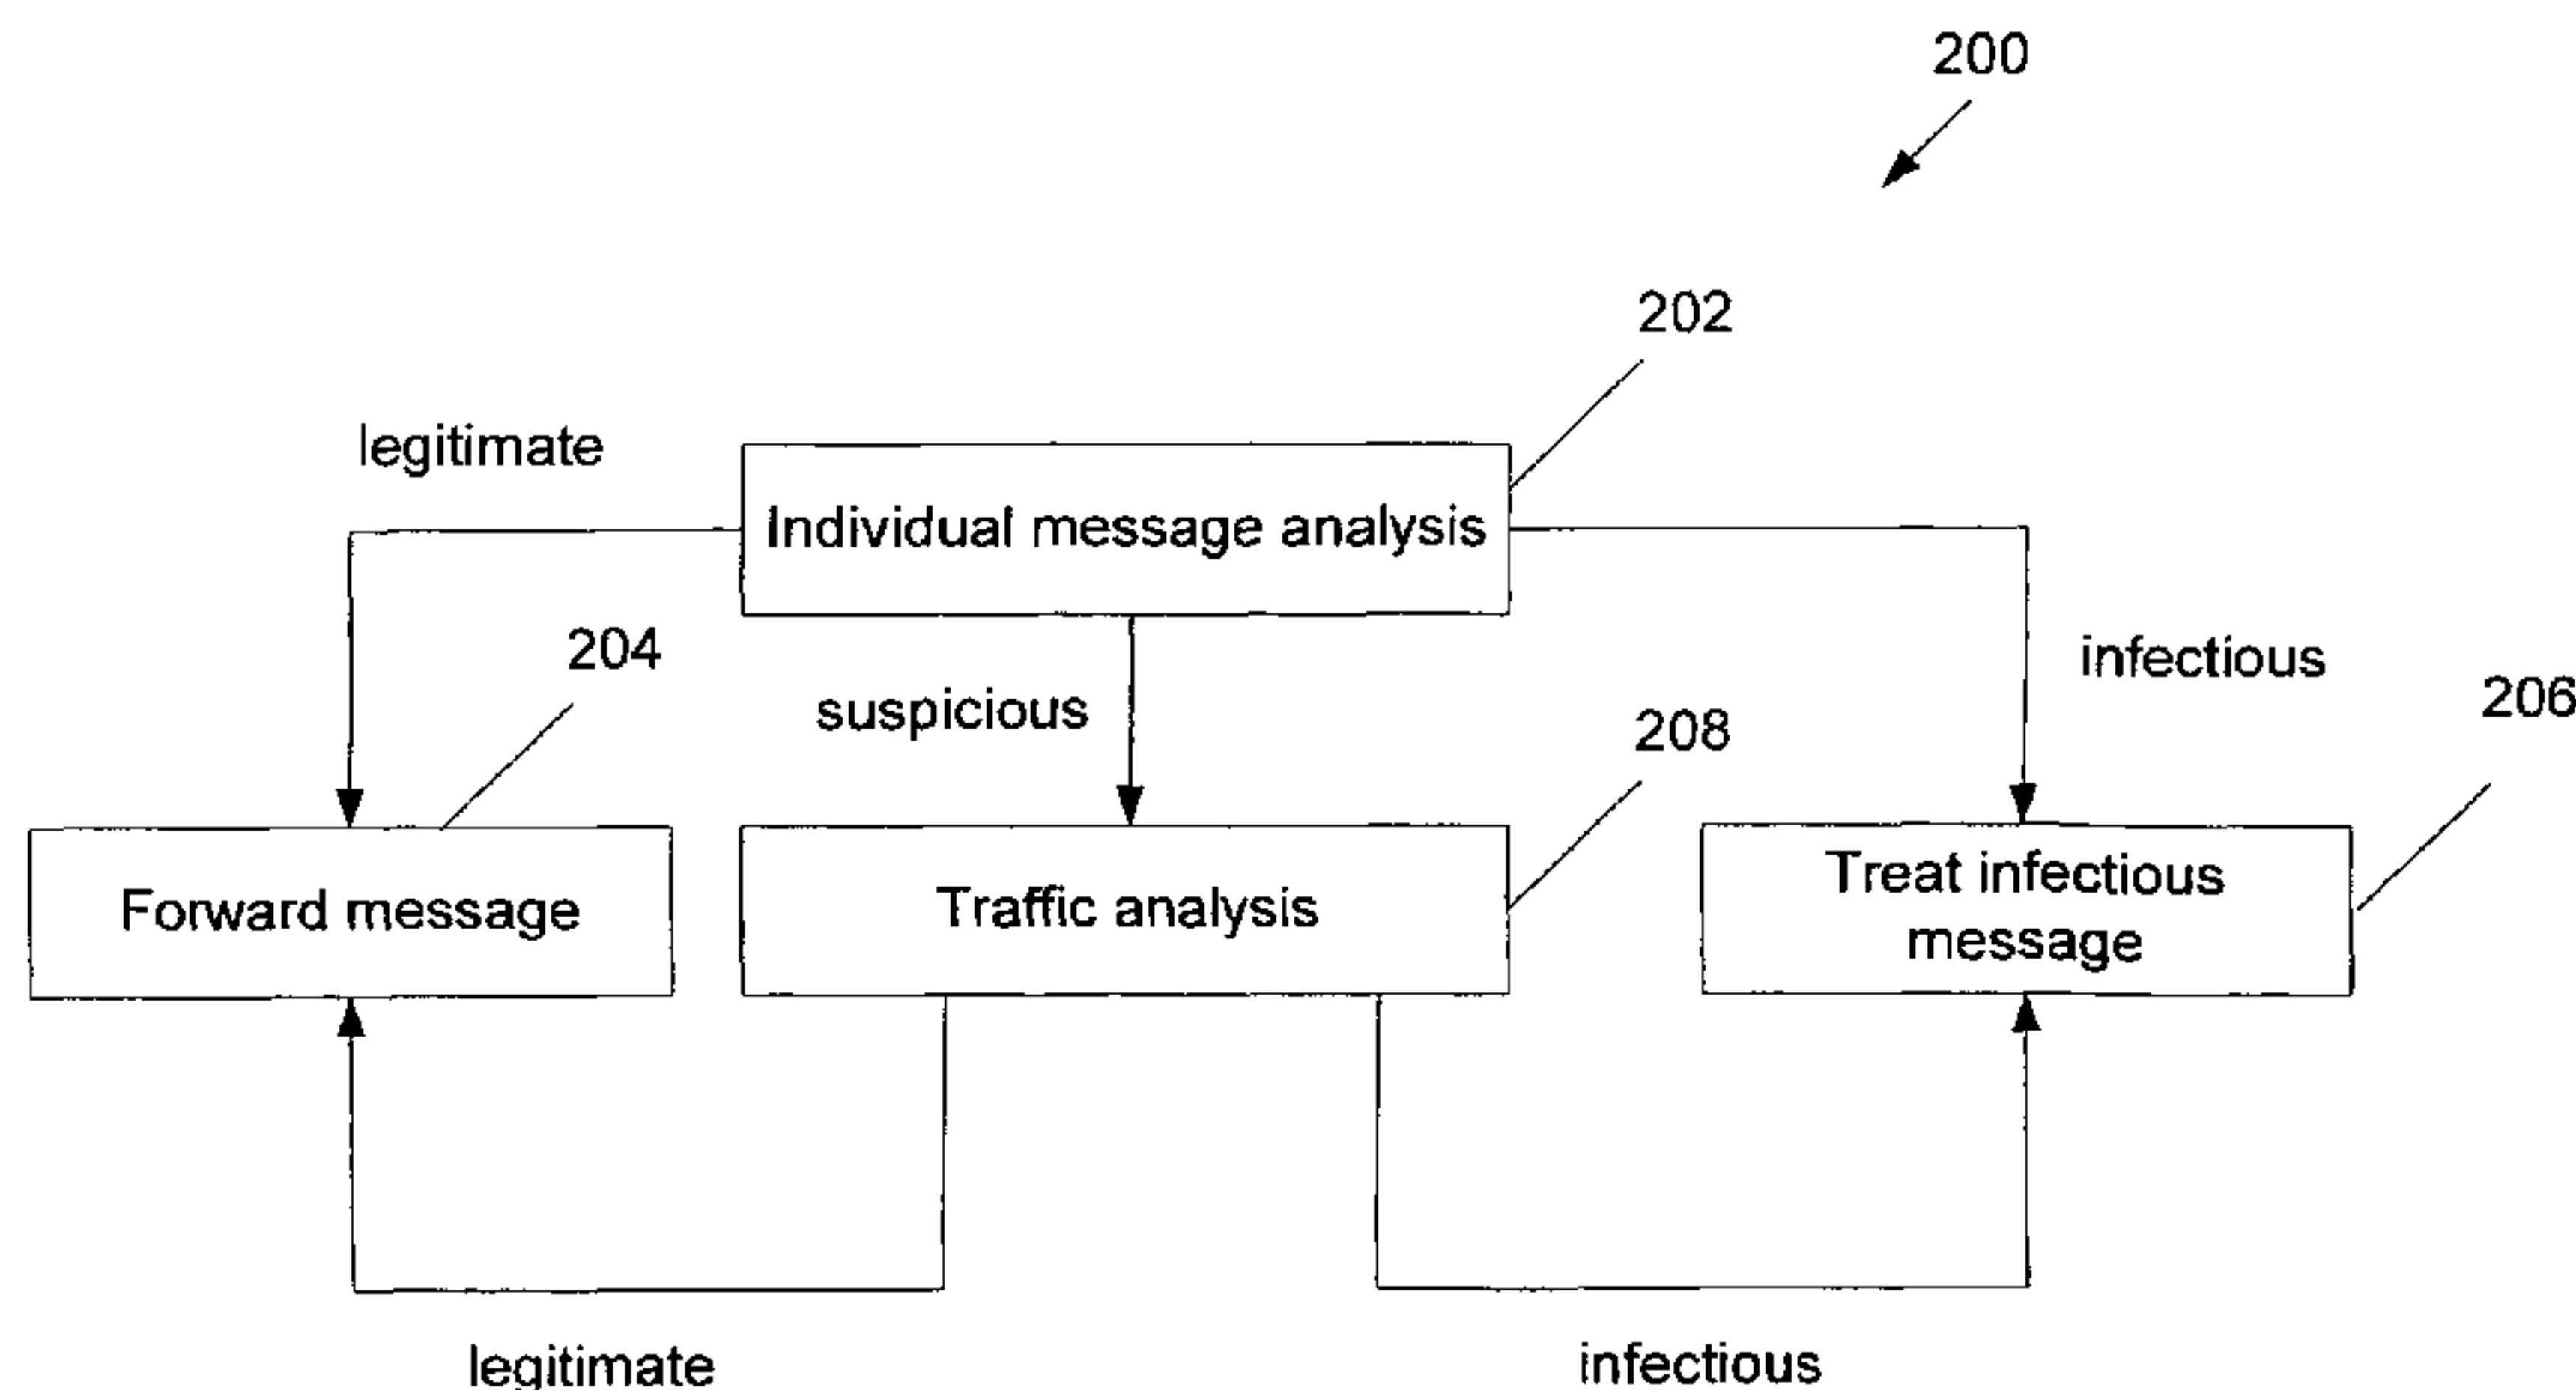 200
202
legitimate
Individual message analysis
204
infectious
suspicious
206
208
Forward message
Traffic analysis
Treat infectious
message
legitimate
infectious